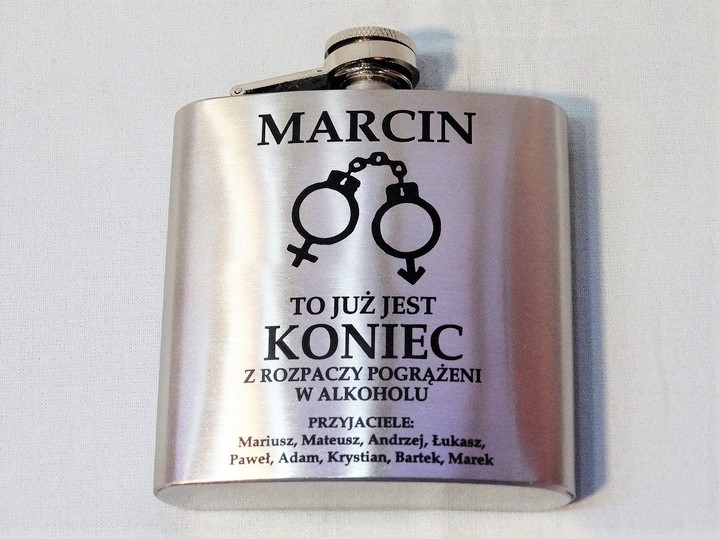 MARCIN
TO JUŻ JEST
KONIEC
Z ROZPACZY POGRĄŻENI
W ALKOHOLU
PRZYJACIELE:
Mariusz, Mateusz, Andrzej, Łukasz,
Paweł, Adam, Krystian, Bartek, Marek